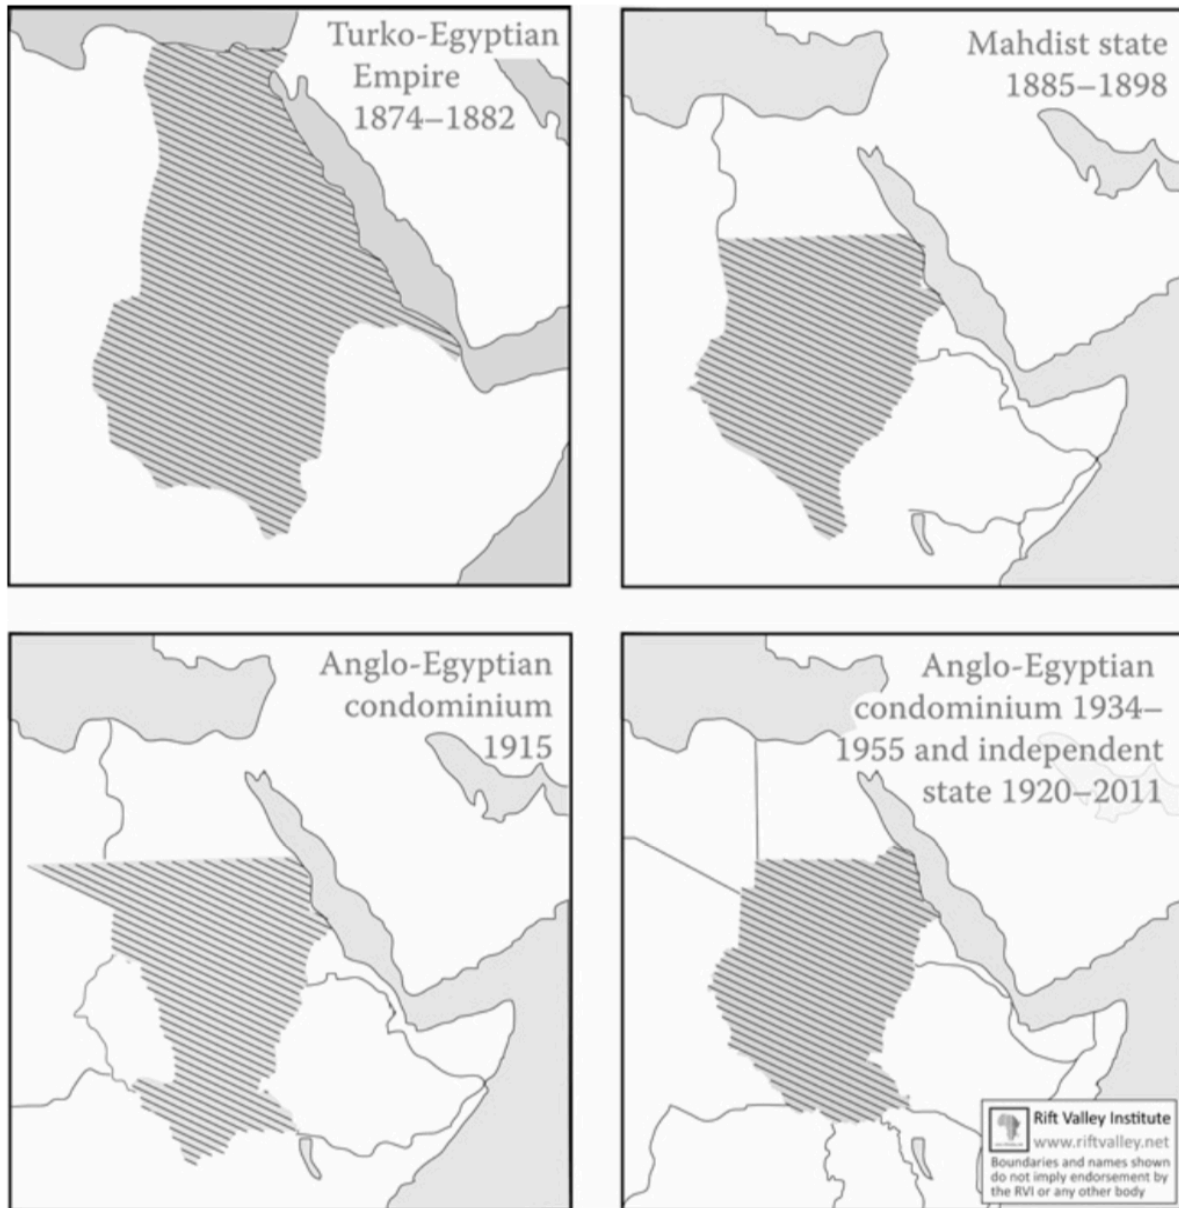 Turko-Egyptian
Empire
1874–1882
Mahdist state
1885–1898
Anglo-Egyptian
condominium
1915
Anglo-Egyptian
condominium 1934–
1955 and independent
state 1920–2011
Rift Valley Institute
www.riftvalley.net
Boundaries and names shown
do not imply endorsement by
the RVI or any other body